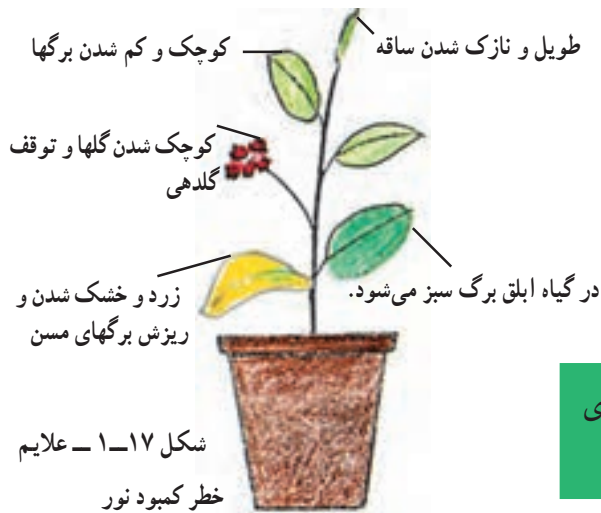 طویل و نازک شدن ساقه
کوچک و کم شدن برگها
کوچک شدن گلها و توقف
گلدهی
در گیاه ابلق برگ سبز می‌شود.
زرد و خشک شدن و
ریزش برگهای مسن
شکل ۱۷ــ۱ ــ علایم
خطر کمبود نور